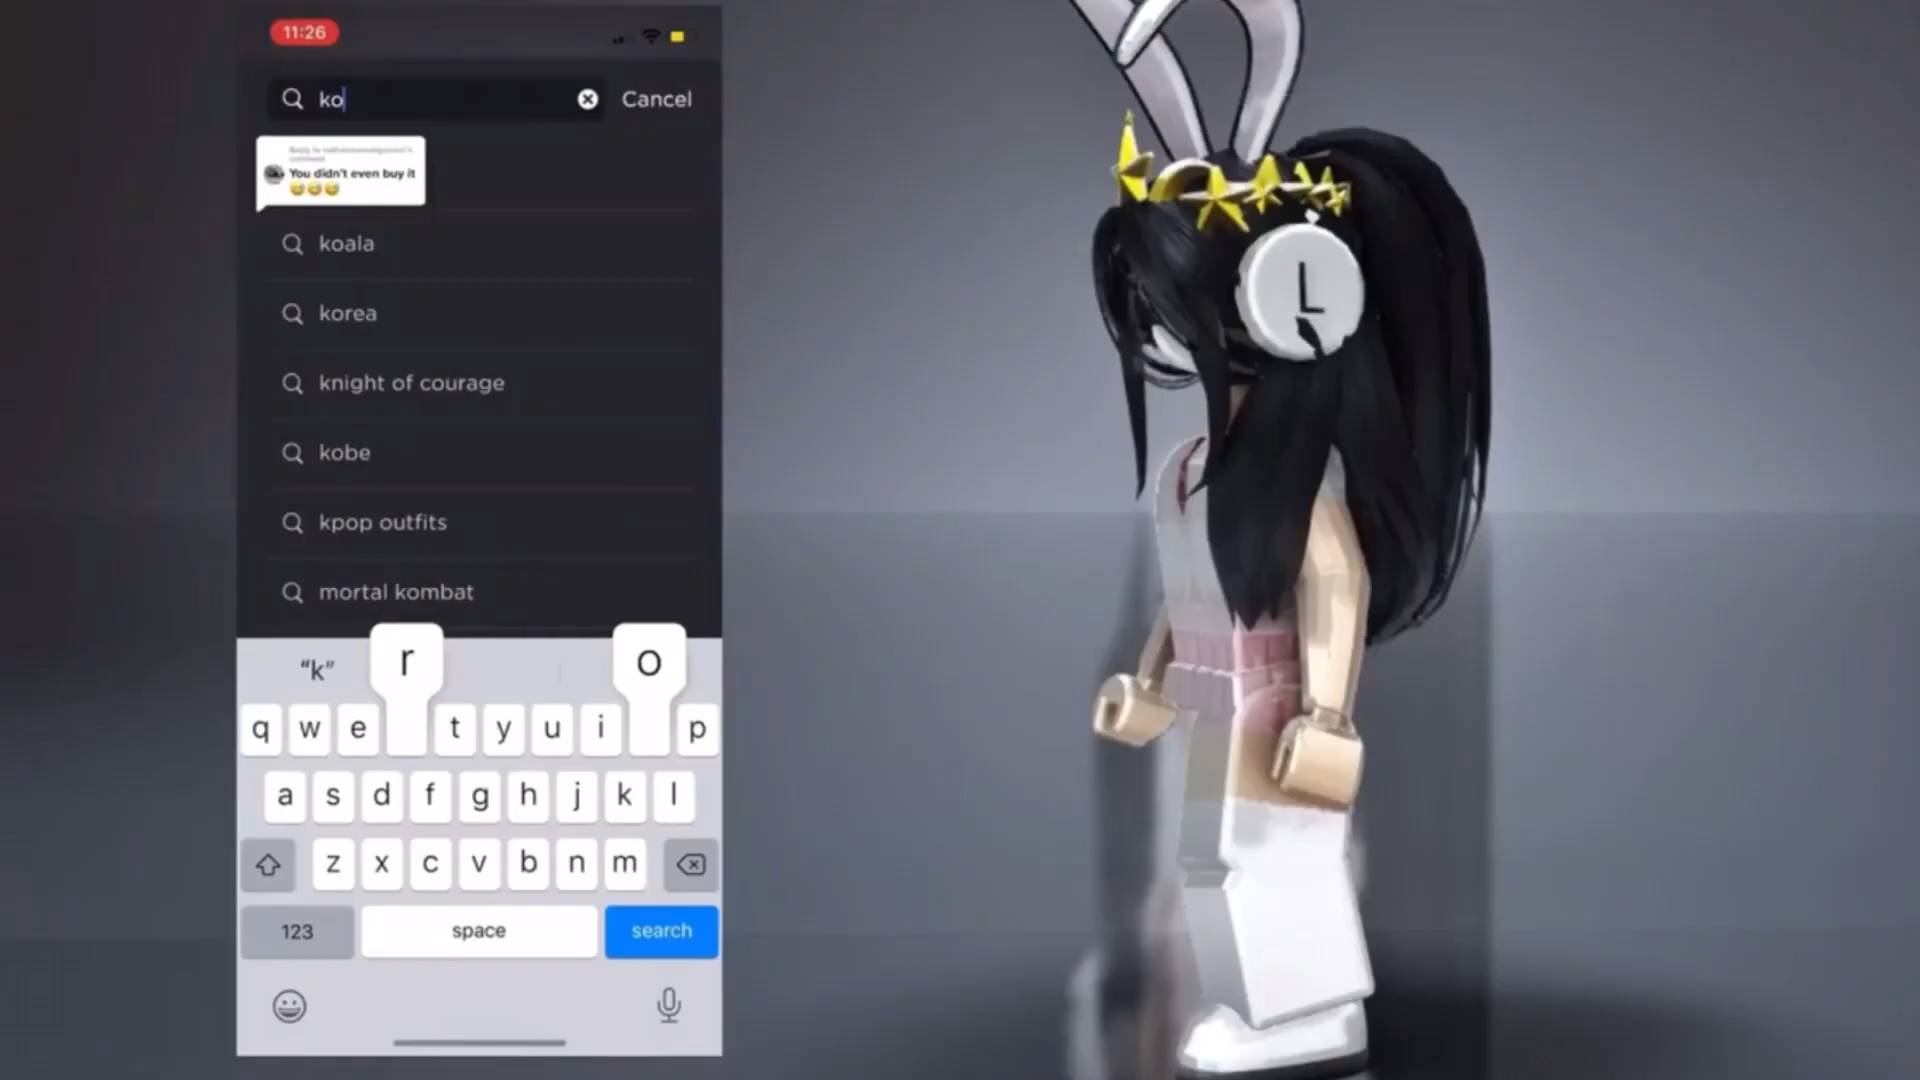 11:26
ko
Cancel
You didn't even buy it
koala
korea
knight of courage
kobe
kpop outfits
mortal kombat
"k"
r
o
q w e t y u i p
a s d f g h j k l
z x c v b n m
123
space
search
L